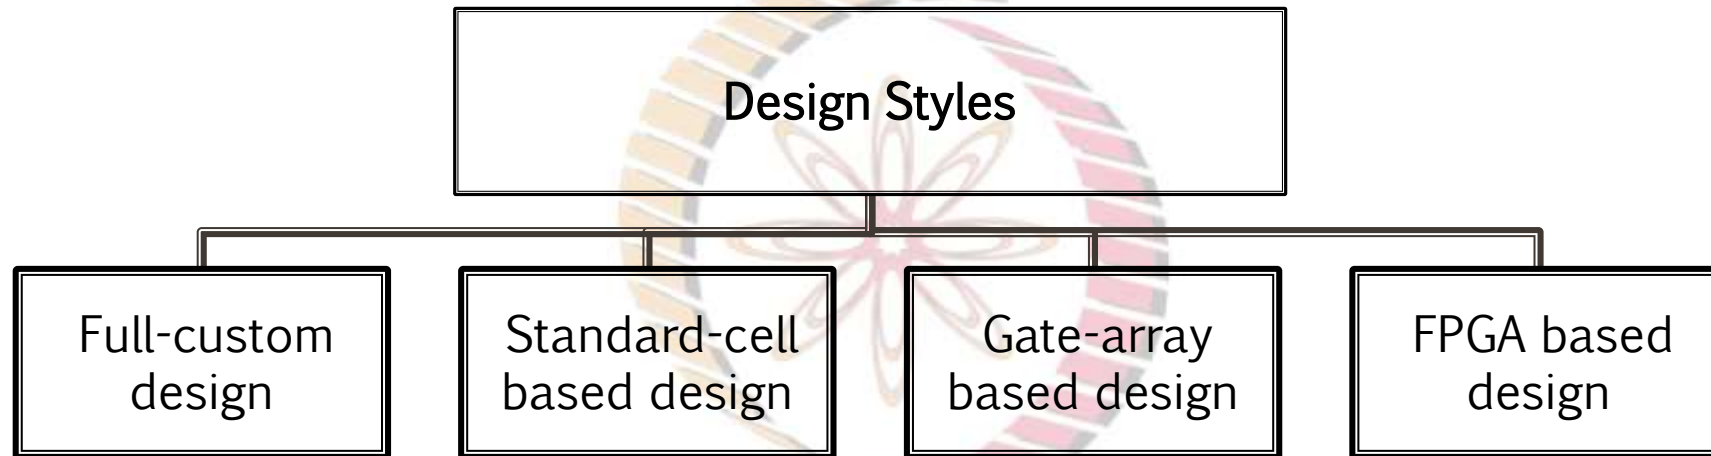 Design Styles
Full-custom
design
Standard-cell
based design
Gate-array
based design
FPGA based
design